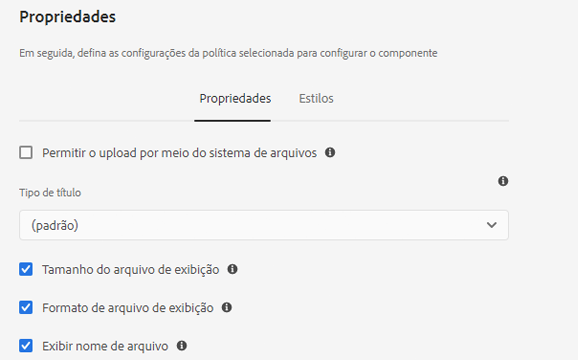 Propriedades
Em seguida, defina as configurações da política selecionada para configurar o componente
Propriedades Estilos
Permitir o upload por meio do sistema de arquivos
Tipo de título
(padrão)
Tamanho do arquivo de exibição
Formato de arquivo de exibição
Exibir nome de arquivo